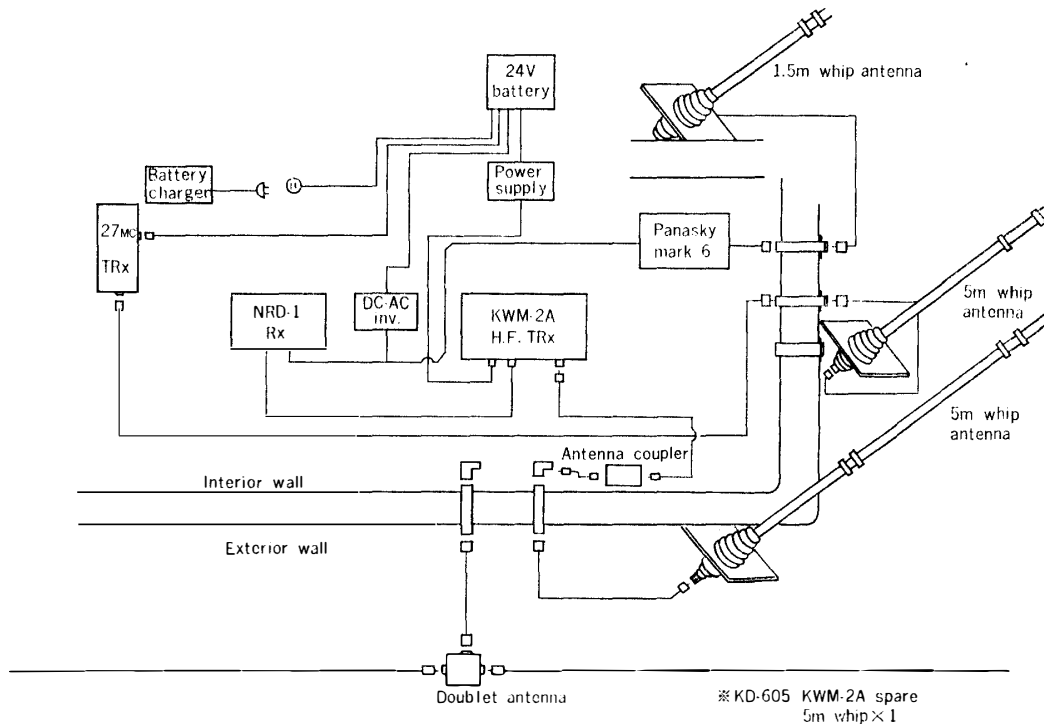 24V
battery
1.5m whip antenna
Battery
charger
Power
supply
27MC
TRx
Panasky
mark 6
NRD-1
Rx
DC-AC
inv.
KWM-2A
H.F. TRx
5m whip
antenna
5m whip
antenna
Antenna coupler
Interior wall
Exterior wall
Doublet antenna
※KD-605 KWM-2A spare
5m whip×1